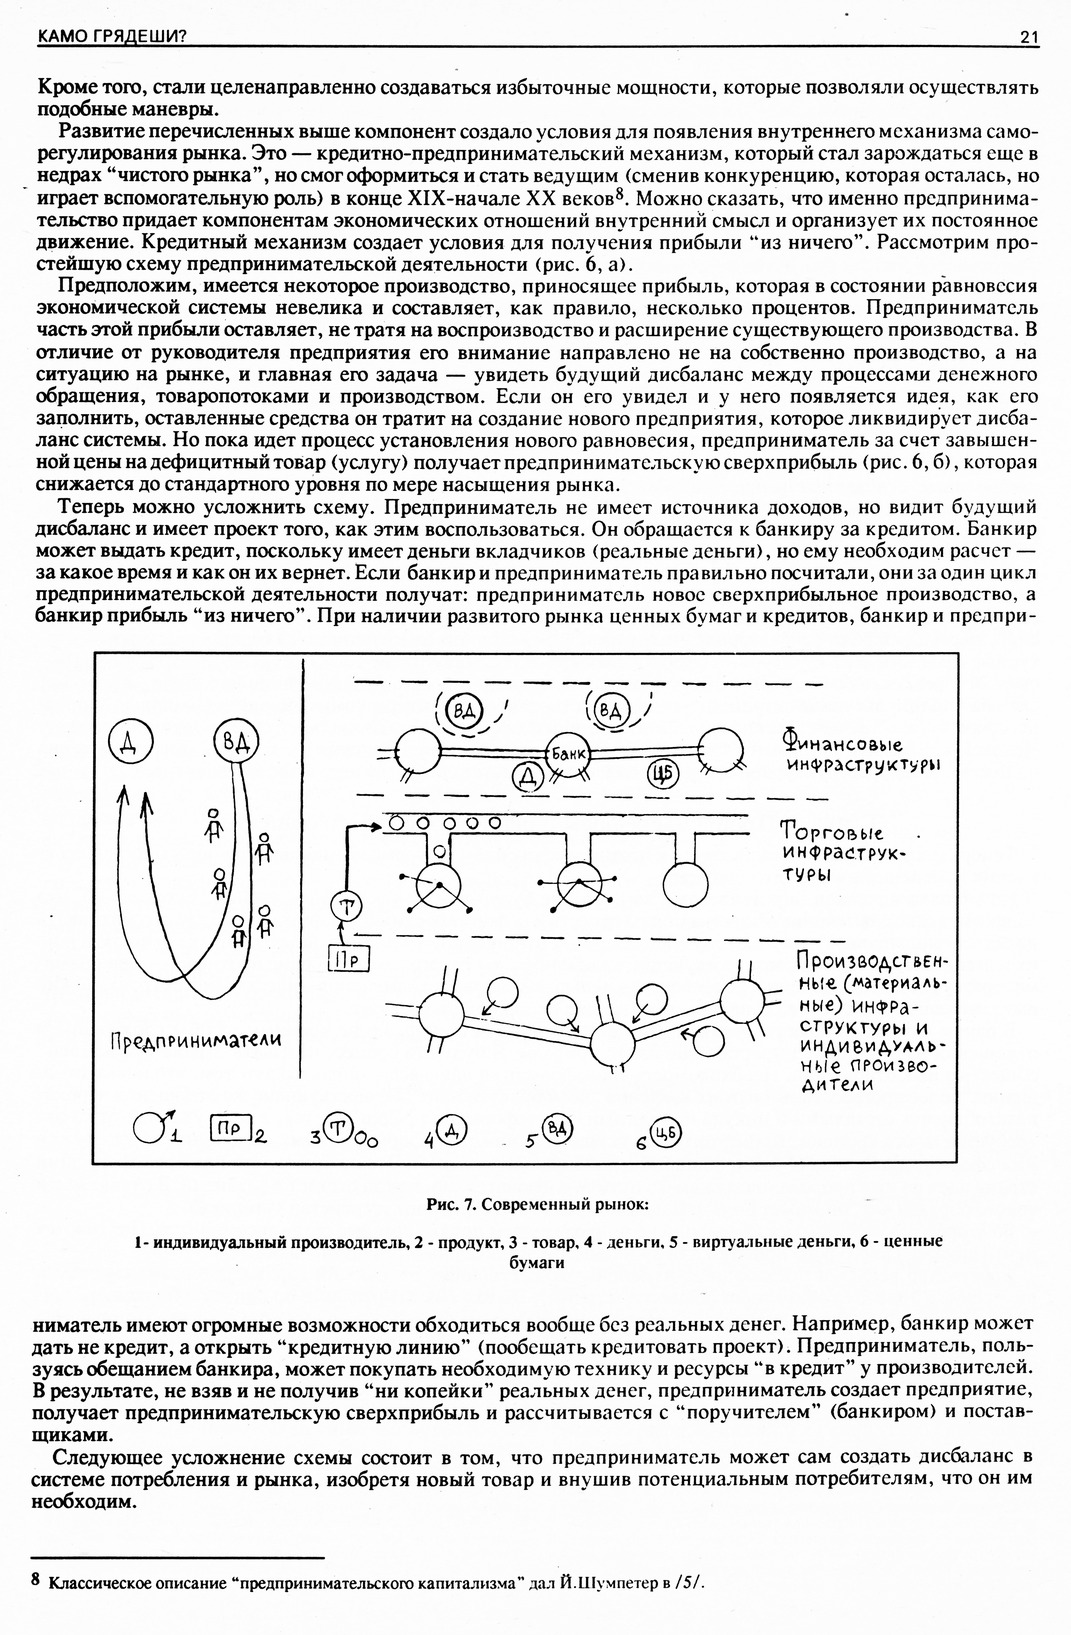 КАМО ГРЯДЕШИ? 21
Кроме того, стали целенаправленно создаваться избыточные мощности, которые позволяли осуществлять
подобные маневры.
Развитие перечисленных выше компонент создало условия для появления внутреннего механизма само-
регулирования рынка. Это — кредитно-предпринимательский механизм, который стал зарождаться еще в
недрах “чистого рынка”, но смог оформиться и стать ведущим (сменив конкуренцию, которая осталась, но
играет вспомогательную роль) в конце XIX-начале XX веков⁸. Можно сказать, что именно предпринима-
тельство придает компонентам экономических отношений внутренний смысл и организует их постоянное
движение. Кредитный механизм создает условия для получения прибыли “из ничего”. Рассмотрим про-
стейшую схему предпринимательской деятельности (рис. 6, а).
Предположим, имеется некоторое производство, приносящее прибыль, которая в состоянии равновесия
экономической системы невелика и составляет, как правило, несколько процентов. Предприниматель
часть этой прибыли оставляет, не тратя на воспроизводство и расширение существующего производства. В
отличие от руководителя предприятия его внимание направлено не на собственно производство, а на
ситуацию на рынке, и главная его задача — увидеть будущий дисбаланс между процессами денежного
обращения, товаропотоками и производством. Если он его увидел и у него появляется идея, как его
заполнить, оставленные средства он тратит на создание нового предприятия, которое ликвидирует дисба-
ланс системы. Но пока идет процесс установления нового равновесия, предприниматель за счет завышен-
ной цены на дефицитный товар (услугу) получает предпринимательскую сверхприбыль (рис. 6, б), которая
снижается до стандартного уровня по мере насыщения рынка.
Теперь можно усложнить схему. Предприниматель не имеет источника доходов, но видит будущий
дисбаланс и имеет проект того, как этим воспользоваться. Он обращается к банкиру за кредитом. Банкир
может выдать кредит, поскольку имеет деньги вкладчиков (реальные деньги), но ему необходим расчет —
за какое время и как он их вернет. Если банкир и предприниматель правильно посчитали, они за один цикл
предпринимательской деятельности получат: предприниматель новое сверхприбыльное производство, а
банкир прибыль “из ничего”. При наличии развитого рынка ценных бумаг и кредитов, банкир и предпри-
Д ВД
Предприниматели
ВД ВД
Банк
Д ЦБ
Финансовые
инфраструктуры
Торговые
инфраструк-
туры
Т
Пр
Производствен-
ные (материаль-
ные) инфра-
структуры и
индивидуаль-
ные произво-
дители
1 Пр 2 3 Т 4 Д 5 ВД 6 ЦБ
Рис. 7. Современный рынок:
1- индивидуальный производитель, 2 - продукт, 3 - товар, 4 - деньги, 5 - виртуальные деньги, 6 - ценные
бумаги
ниматель имеют огромные возможности обходиться вообще без реальных денег. Например, банкир может
дать не кредит, а открыть “кредитную линию” (пообещать кредитовать проект). Предприниматель, поль-
зуясь обещанием банкира, может покупать необходимую технику и ресурсы “в кредит” у производителей.
В результате, не взяв и не получив “ни копейки” реальных денег, предприниматель создает предприятие,
получает предпринимательскую сверхприбыль и рассчитывается с “поручителем” (банкиром) и постав-
щиками.
Следующее усложнение схемы состоит в том, что предприниматель может сам создать дисбаланс в
системе потребления и рынка, изобретя новый товар и внушив потенциальным потребителям, что он им
необходим.
8 Классическое описание “предпринимательского капитализма” дал Й.Шумпетер в /5/.